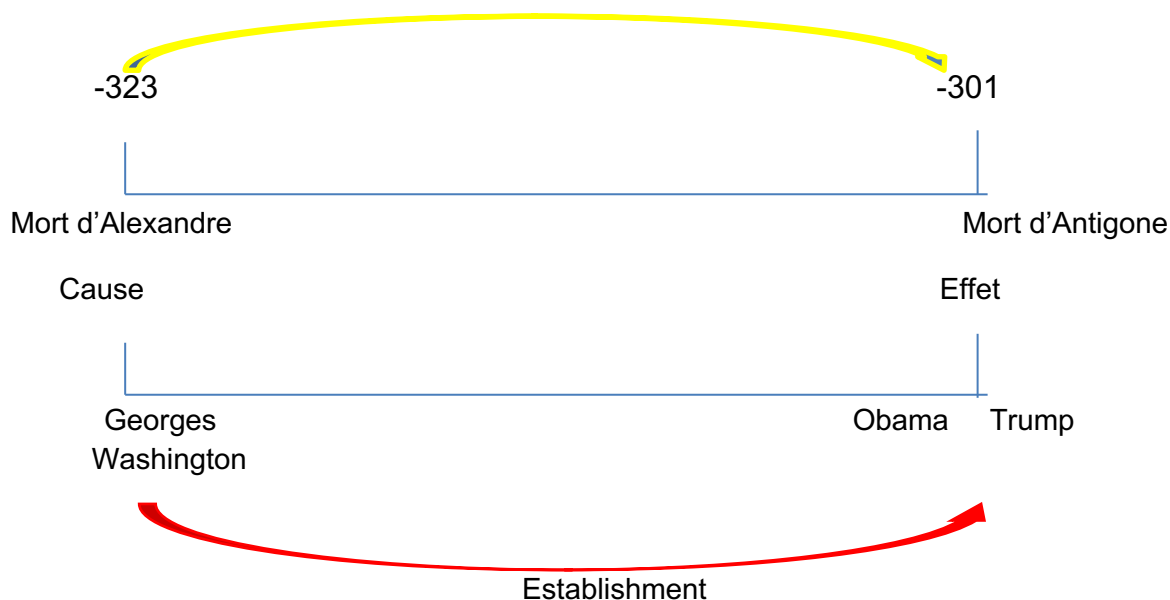 -323 -301
Mort d’Alexandre Mort d’Antigone
Cause Effet
Georges Obama Trump
Washington
Establishment